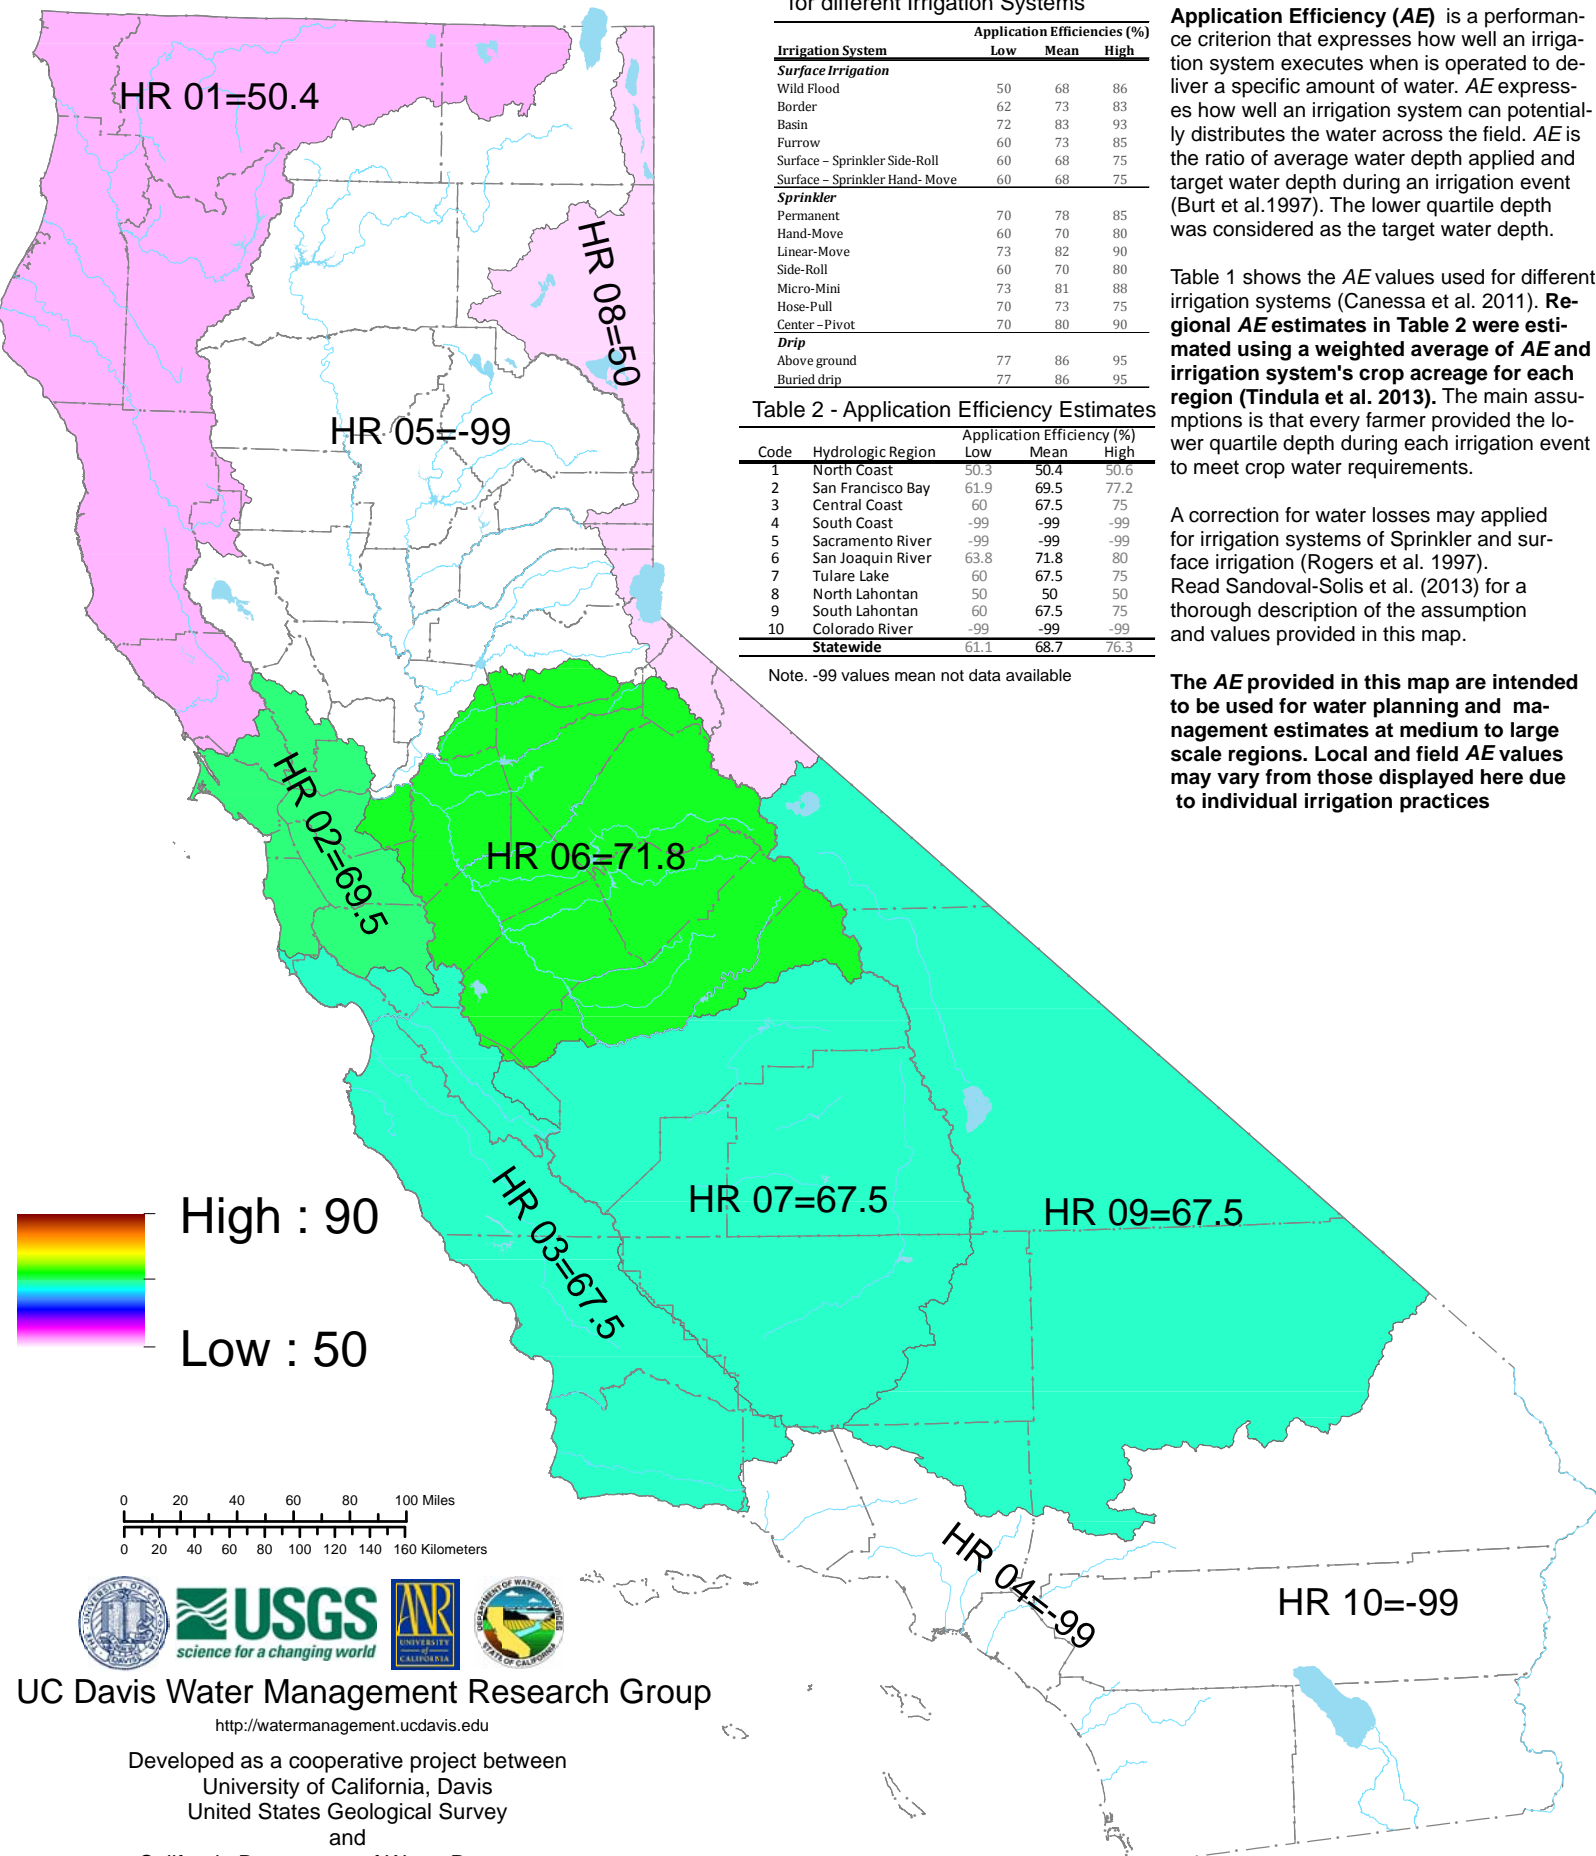 for different Irrigation Systems
Application Efficiencies (%)
Irrigation System Low Mean High
Surface Irrigation
Wild Flood 50 68 86
Border 62 73 83
Basin 72 83 93
Furrow 60 73 85
Surface – Sprinkler Side-Roll 60 68 75
Surface – Sprinkler Hand- Move 60 68 75
Sprinkler
Permanent 70 78 85
Hand-Move 60 70 80
Linear-Move 73 82 90
Side-Roll 60 70 80
Micro-Mini 73 81 88
Hose-Pull 70 73 75
Center –Pivot 70 80 90
Drip
Above ground 77 86 95
Buried drip 77 86 95
Table 2 - Application Efficiency Estimates
Application Efficiency (%)
Code Hydrologic Region Low Mean High
1 North Coast 50.3 50.4 50.6
2 San Francisco Bay 61.9 69.5 77.2
3 Central Coast 60 67.5 75
4 South Coast -99 -99 -99
5 Sacramento River -99 -99 -99
6 San Joaquin River 63.8 71.8 80
7 Tulare Lake 60 67.5 75
8 North Lahontan 50 50 50
9 South Lahontan 60 67.5 75
10 Colorado River -99 -99 -99
Statewide 61.1 68.7 76.3
Note. -99 values mean not data available
Application Efficiency (AE) is a performan-
ce criterion that expresses how well an irriga-
tion system executes when is operated to de-
liver a specific amount of water. AE express-
es how well an irrigation system can potential-
ly distributes the water across the field. AE is
the ratio of average water depth applied and
target water depth during an irrigation event
(Burt et al.1997). The lower quartile depth
was considered as the target water depth.
Table 1 shows the AE values used for different
irrigation systems (Canessa et al. 2011). Re-
gional AE estimates in Table 2 were esti-
mated using a weighted average of AE and
irrigation system's crop acreage for each
region (Tindula et al. 2013). The main assu-
mptions is that every farmer provided the lo-
wer quartile depth during each irrigation event
to meet crop water requirements.
A correction for water losses may applied
for irrigation systems of Sprinkler and sur-
face irrigation (Rogers et al. 1997).
Read Sandoval-Solis et al. (2013) for a
thorough description of the assumption
and values provided in this map.
The AE provided in this map are intended
to be used for water planning and ma-
nagement estimates at medium to large
scale regions. Local and field AE values
may vary from those displayed here due
to individual irrigation practices
HR 01=50.4
HR 08=50
HR 05=-99
HR 02=69.5
HR 06=71.8
HR 03=67.5
HR 07=67.5
HR 09=67.5
HR 04=-99
HR 10=-99
High : 90
Low : 50
0 20 40 60 80 100 Miles
0 20 40 60 80 100 120 140 160 Kilometers
USGS
science for a changing world
ANR
UNIVERSITY
of
CALIFORNIA
DEPARTMENT OF WATER RESOURCES
STATE OF CALIFORNIA
UC Davis Water Management Research Group
http://watermanagement.ucdavis.edu
Developed as a cooperative project between
University of California, Davis
United States Geological Survey
and